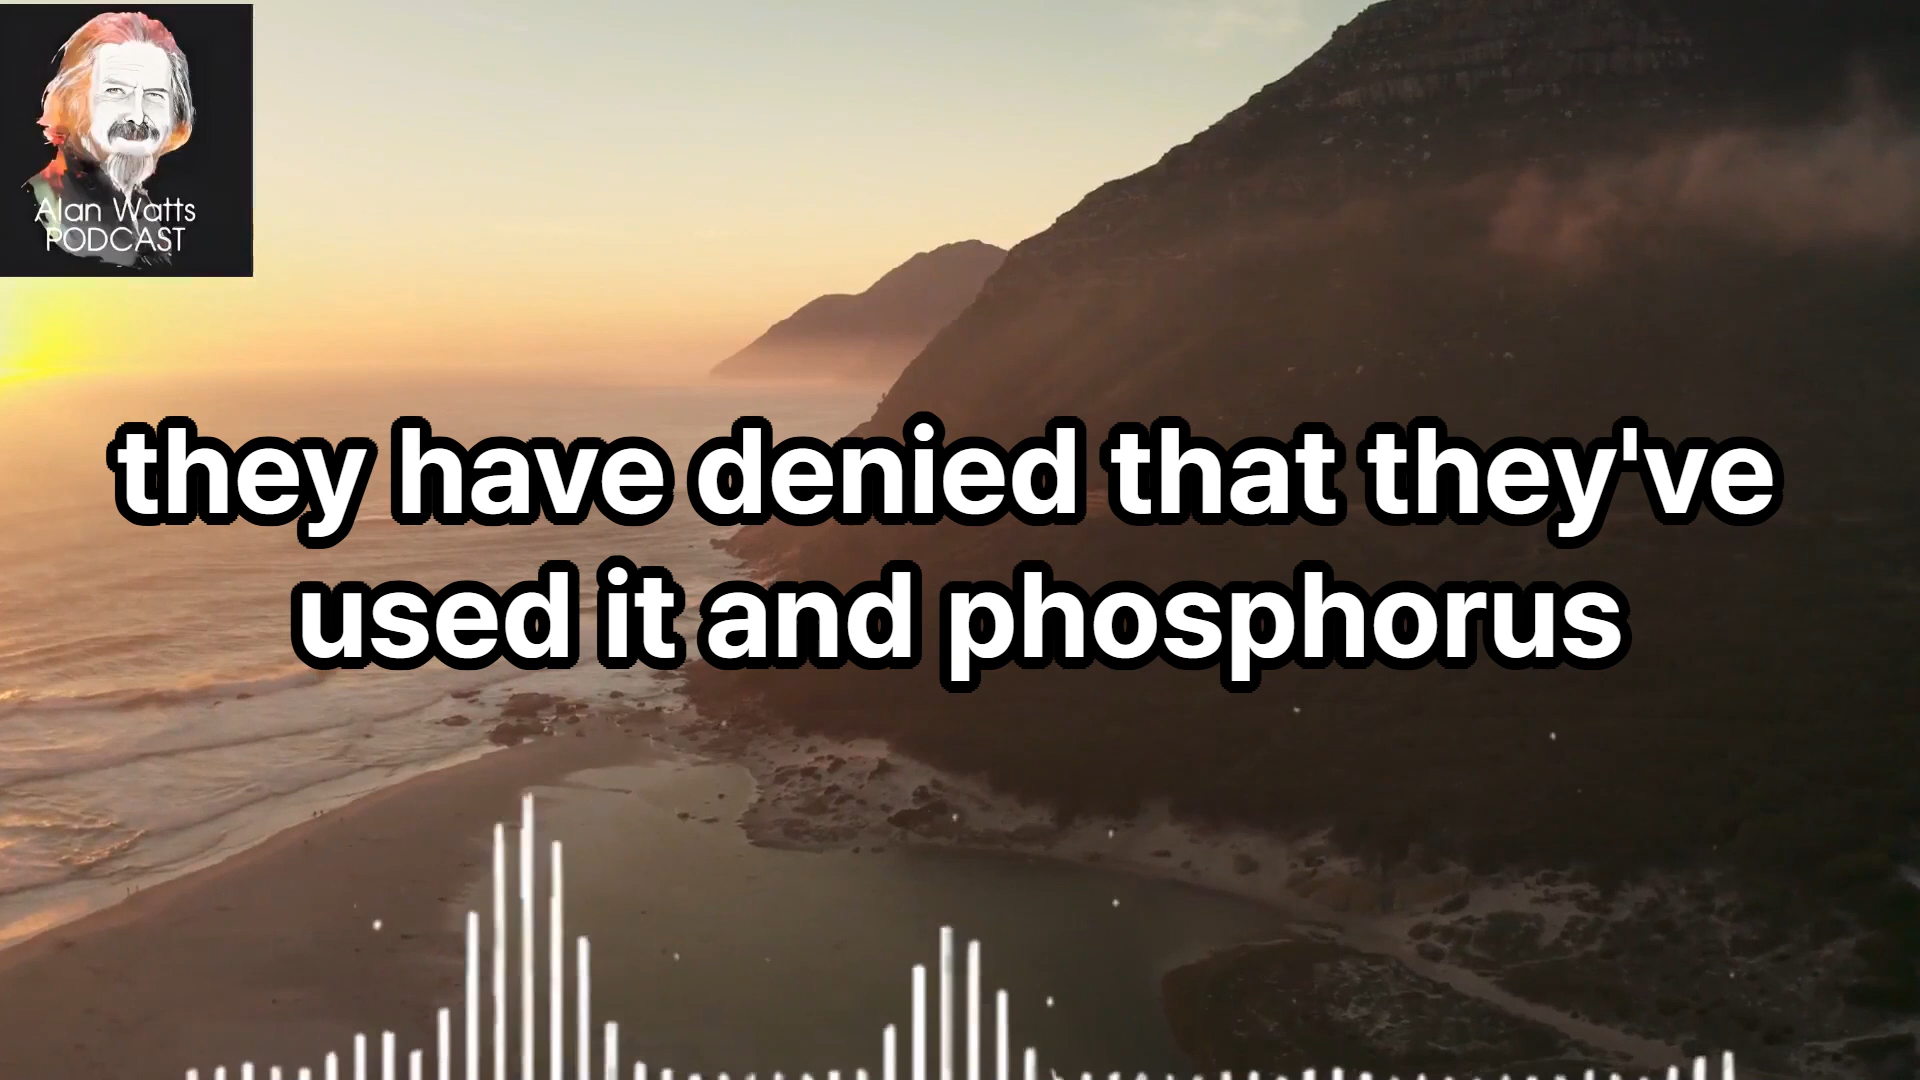 Alan Watts
PODCAST
they have denied that they've
used it and phosphorus